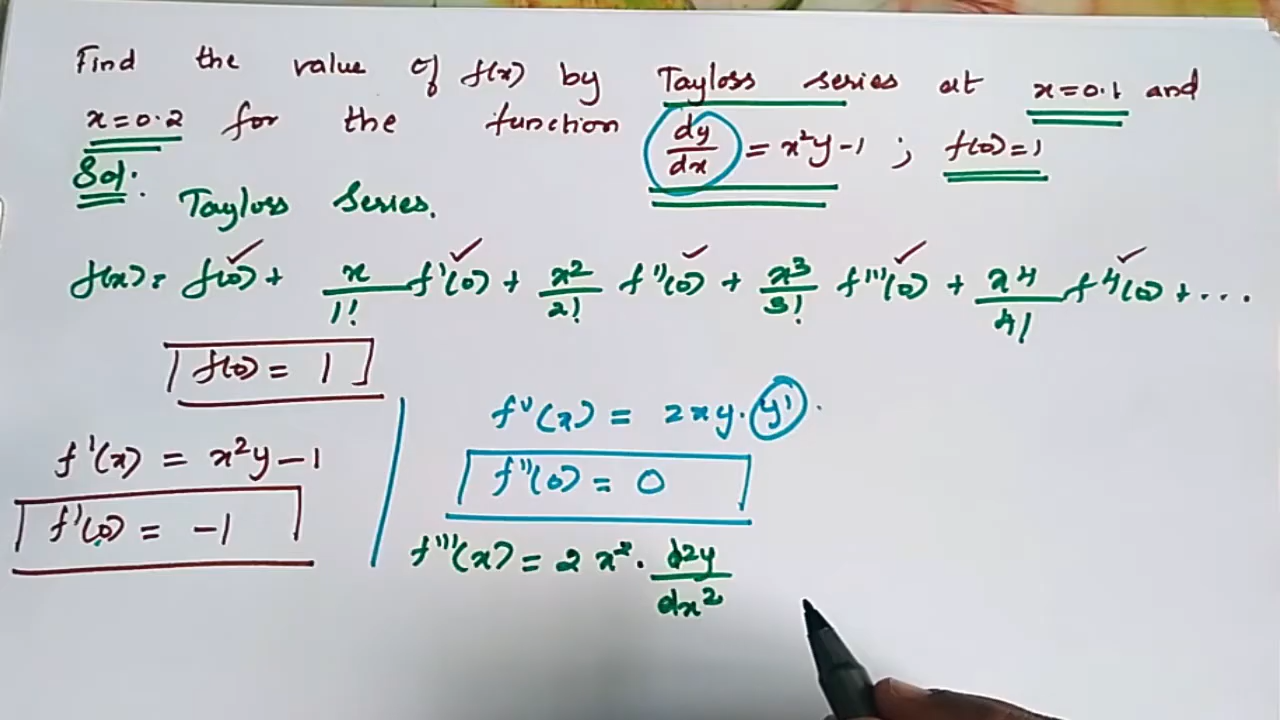 Find the value of f(x) by Tayloss series at x=0.1 and
x=0.2 for the function dy/dx = x²y-1 ; f(0)=1
Sol.
Tayloss Series.
f(x) = f(0) + x/1! f'(0) + x2/2! f''(0) + x3/3! f'''(0) + x4/4! f4(0) + ...
f(0) = 1
f''(x) = 2xy. y'.
f'(x) = x²y-1
f''(0) = 0
f'(0) = -1
f'''(x) = 2x². d2y/dx2